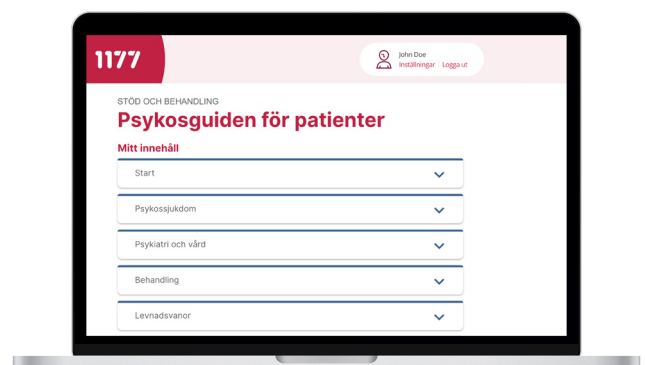 1177
John Doe
Inställningar | Logga ut
STÖD OCH BEHANDLING
Psykosguiden för patienter
Mitt innehåll
Start
Psykossjukdom
Psykiatri och vård
Behandling
Levnadsvanor